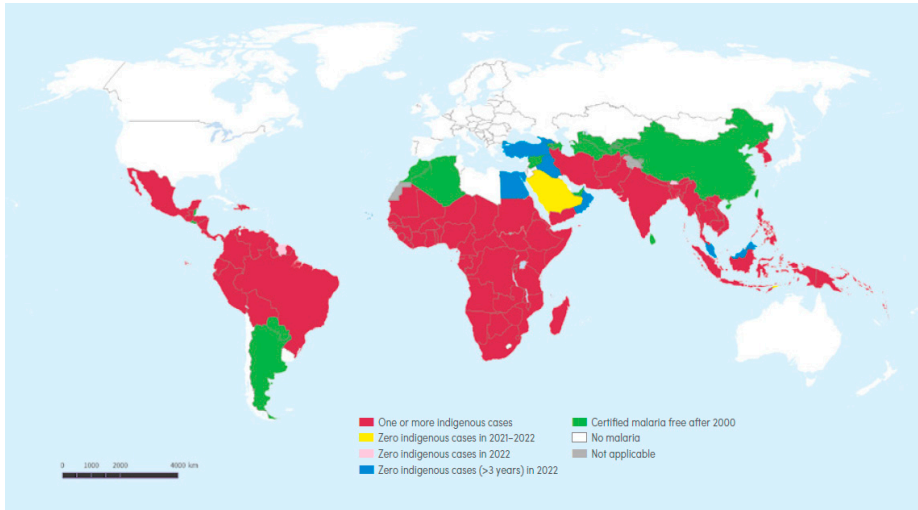 One or more indigenous cases
Zero indigenous cases in 2021–2022
Zero indigenous cases in 2022
Zero indigenous cases (>3 years) in 2022
Certified malaria free after 2000
No malaria
Not applicable
0 1000 2000 4000 km